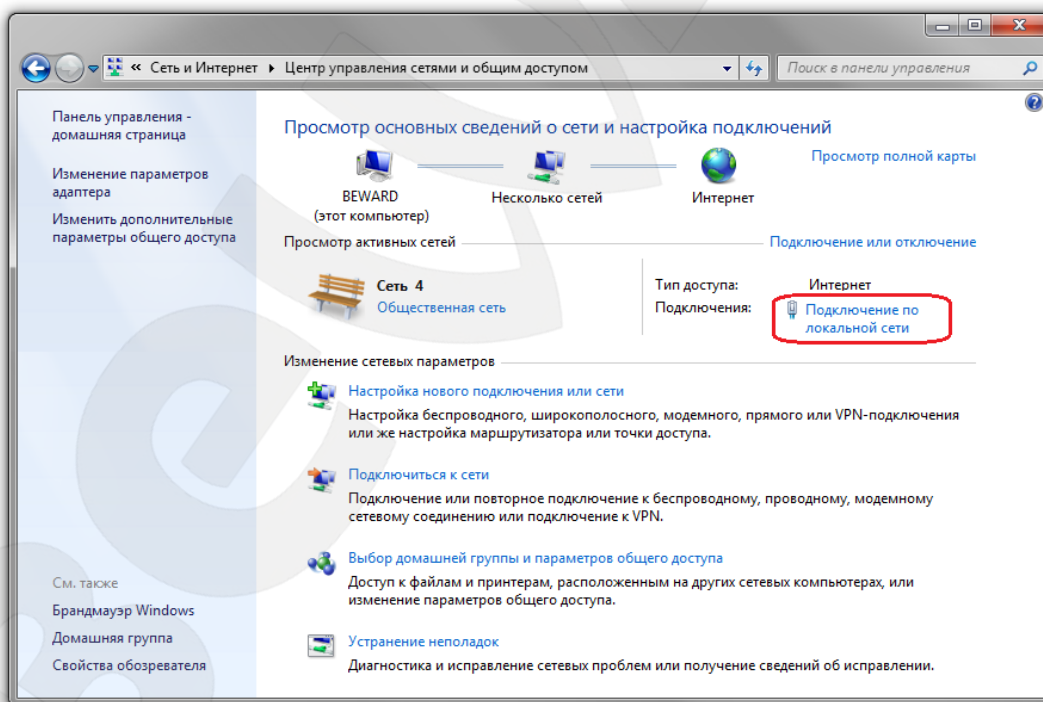 « Сеть и Интернет ▸ Центр управления сетями и общим доступом
Поиск в панели управления
Панель управления -
домашняя страница
Изменение параметров
адаптера
Изменить дополнительные
параметры общего доступа
Просмотр основных сведений о сети и настройка подключений
Просмотр полной карты
BEWARD
(этот компьютер)
Несколько сетей
Интернет
Просмотр активных сетей
Подключение или отключение
Сеть 4
Общественная сеть
Тип доступа: Интернет
Подключения: Подключение по
локальной сети
Изменение сетевых параметров
Настройка нового подключения или сети
Настройка беспроводного, широкополосного, модемного, прямого или VPN-подключения
или же настройка маршрутизатора или точки доступа.
Подключиться к сети
Подключение или повторное подключение к беспроводному, проводному, модемному
сетевому соединению или подключение к VPN.
Выбор домашней группы и параметров общего доступа
Доступ к файлам и принтерам, расположенным на других сетевых компьютерах, или
изменение параметров общего доступа.
Устранение неполадок
Диагностика и исправление сетевых проблем или получение сведений об исправлении.
См. также
Брандмауэр Windows
Домашняя группа
Свойства обозревателя